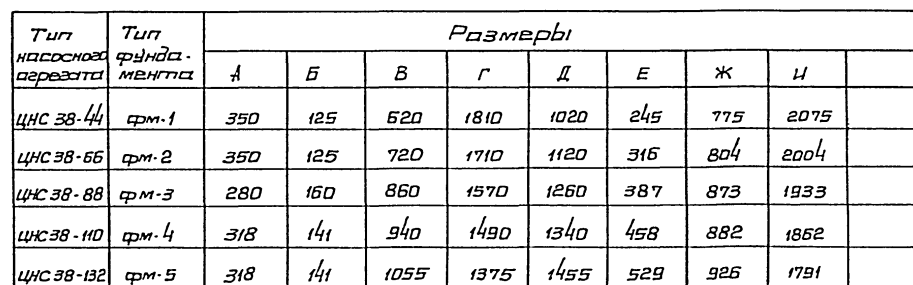 Тип насосного агрегата | Тип фунда-мента | Размеры
А | Б | В | Г | Д | Е | Ж | И
ЦНС 38-44 | фм-1 | 350 | 125 | 620 | 1810 | 1020 | 245 | 775 | 2075
ЦНС 38-66 | фм-2 | 350 | 125 | 720 | 1710 | 1120 | 316 | 804 | 2004
ЦНС 38-88 | фм-3 | 280 | 160 | 860 | 1570 | 1260 | 387 | 873 | 1933
ЦНС 38-110 | фм-4 | 318 | 141 | 940 | 1490 | 1340 | 458 | 882 | 1862
ЦНС 38-132 | фм-5 | 318 | 141 | 1055 | 1375 | 1455 | 529 | 926 | 1791